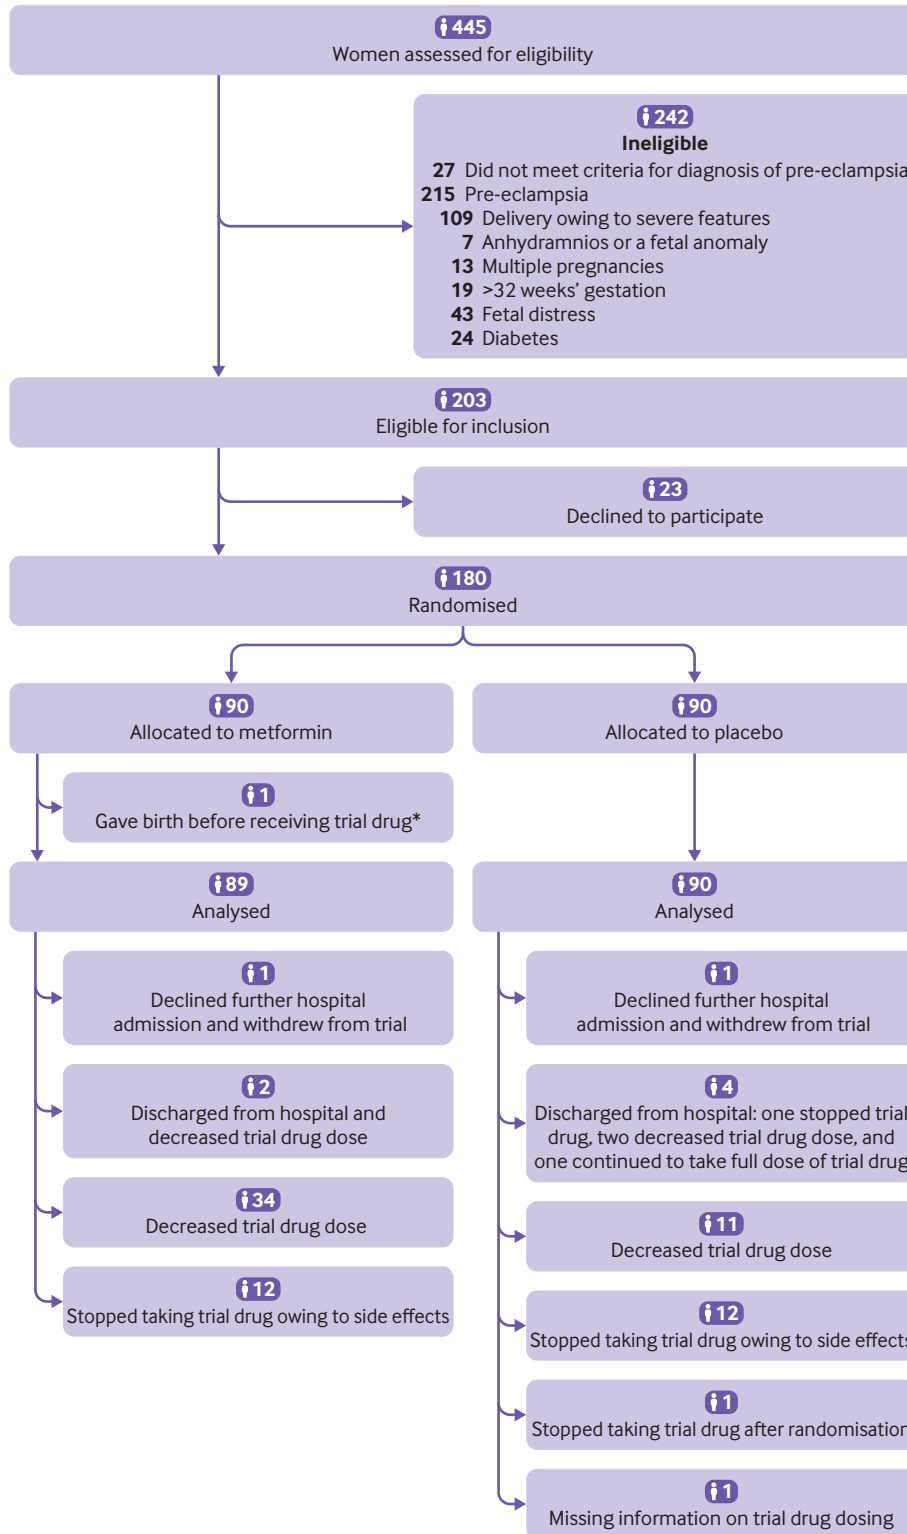 445
Women assessed for eligibility
242
Ineligible
27 Did not meet criteria for diagnosis of pre-eclampsia
215 Pre-eclampsia
109 Delivery owing to severe features
7 Anhydramnios or a fetal anomaly
13 Multiple pregnancies
19 >32 weeks' gestation
43 Fetal distress
24 Diabetes
203
Eligible for inclusion
23
Declined to participate
180
Randomised
90
Allocated to metformin
1
Gave birth before receiving trial drug*
89
Analysed
1
Declined further hospital
admission and withdrew from trial
2
Discharged from hospital and
decreased trial drug dose
34
Decreased trial drug dose
12
Stopped taking trial drug owing to side effects
90
Allocated to placebo
90
Analysed
1
Declined further hospital
admission and withdrew from trial
4
Discharged from hospital: one stopped trial
drug, two decreased trial drug dose, and
one continued to take full dose of trial drug
11
Decreased trial drug dose
12
Stopped taking trial drug owing to side effects
1
Stopped taking trial drug after randomisation
1
Missing information on trial drug dosing